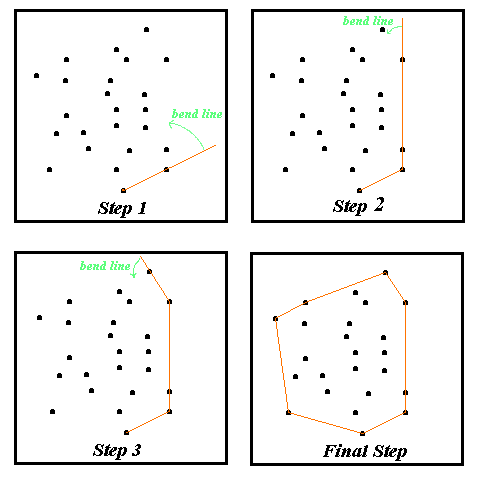 bend line
Step 1
bend line
Step 2
bend line
Step 3
Final Step